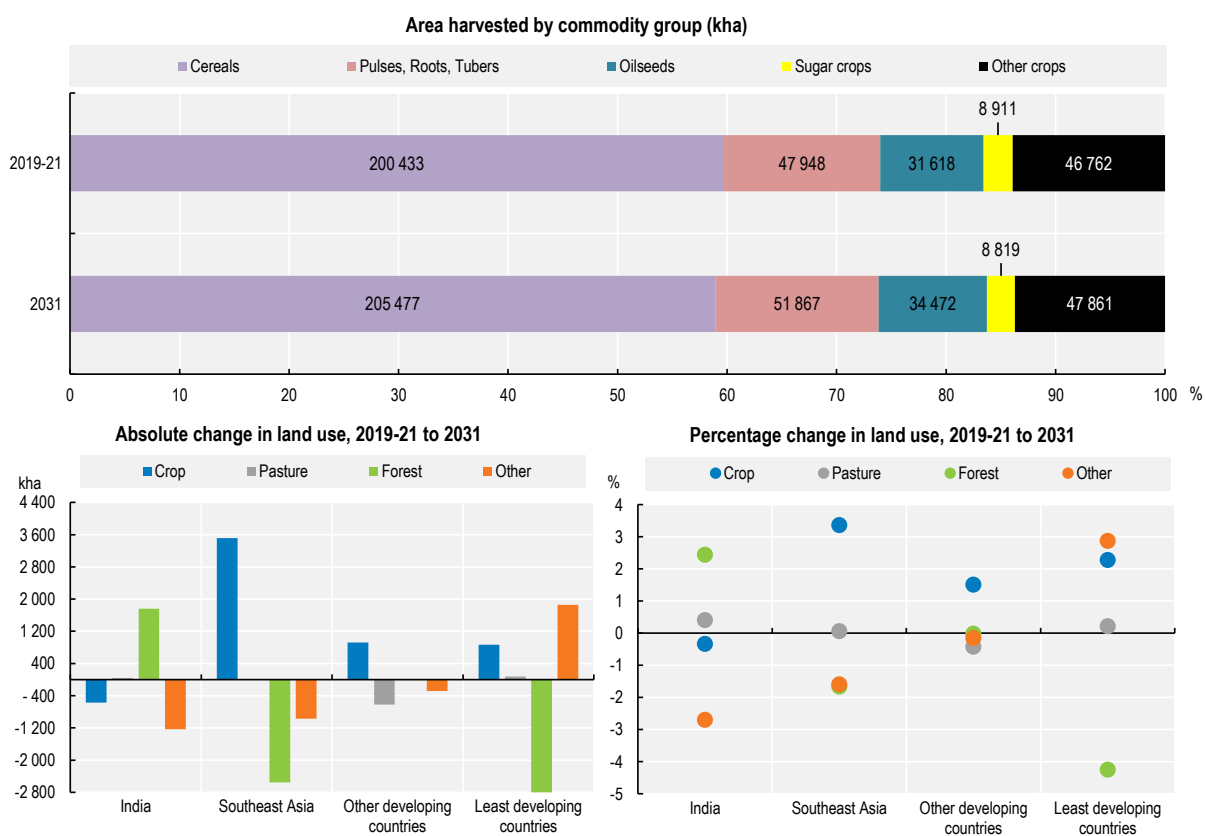 Area harvested by commodity group (kha)
Cereals Pulses, Roots, Tubers Oilseeds Sugar crops Other crops
8 911
2019-21 200 433 47 948 31 618 46 762
8 819
2031 205 477 51 867 34 472 47 861
0 10 20 30 40 50 60 70 80 90 100 %
Absolute change in land use, 2019-21 to 2031
Crop Pasture Forest Other
kha
4 400
3 600
2 800
2 000
1 200
400
- 400
-1 200
-2 000
-2 800
India Southeast Asia Other developing countries Least developing countries
Percentage change in land use, 2019-21 to 2031
Crop Pasture Forest Other
%
4
3
2
1
0
-1
-2
-3
-4
-5
India Southeast Asia Other developing countries Least developing countries